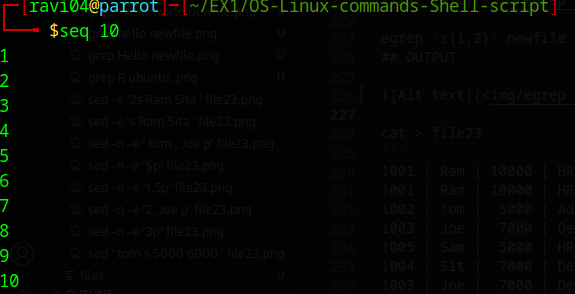 ┌─[ravi04@parrot]─[~/EX1/OS-Linux-commands-Shell-script]
└──╼ $seq 10
1
2
3
4
5
6
7
8
9
10
grep Hello newfile.png
grep R ubuntu .png U
sed -e '2s Ram Sita ' file23.png
sed -e 's Ram Sita ' file23.png
sed -n -e ' tom , Joe p' file23.png
sed -n -e '$p' file23.png
sed -n -e '1,5p' file23.png
sed -n -e '2, Joe p' file23.png
sed -n -e '3p' file23.png
sed ' tom s 5000 6000 ' file23.png
file1 U
OUTLINE
222
223 egrep 's{1,2}' newfile
224 ## OUTPUT
225
226 ![Alt text](<img/egrep
227
228 cat > file23
229 ```
230 1001 | Ram | 10000 | HR
231 1001 | Ram | 10000 | HR
232 1002 | tom | 5000 | Ad
233 1003 | Joe | 7000 | De
234 1005 | Sam | 5000 | HR
235 1004 | Sit | 7000 | De
236 1003 | Joe | 7000 | De